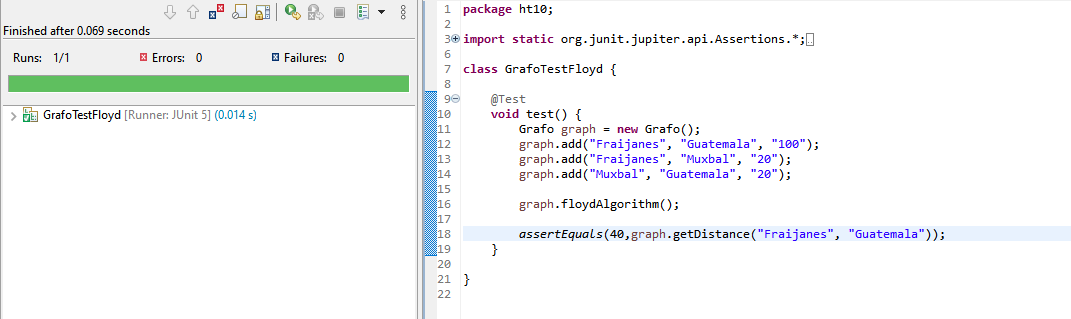 Finished after 0.069 seconds
Runs: 1/1 Errors: 0 Failures: 0
GrafoTestFloyd [Runner: JUnit 5] (0.014 s)
1 package ht10;
2
3 import static org.junit.jupiter.api.Assertions.*;
6
7 class GrafoTestFloyd {
8
9 @Test
10 void test() {
11 Grafo graph = new Grafo();
12 graph.add("Fraijanes", "Guatemala", "100");
13 graph.add("Fraijanes", "Muxbal", "20");
14 graph.add("Muxbal", "Guatemala", "20");
15
16 graph.floydAlgorithm();
17
18 assertEquals(40,graph.getDistance("Fraijanes", "Guatemala"));
19 }
20
21 }
22